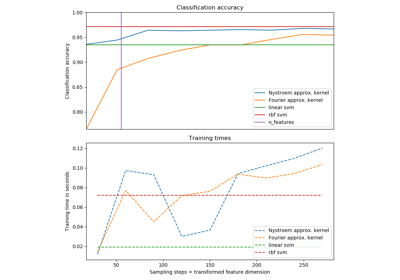 Classification accuracy
1.00
0.95
0.90
0.85
0.80
Classification accuracy
Nystroem approx. kernel
Fourier approx. kernel
linear svm
rbf svm
n_features
Training times
0.12
0.10
0.08
0.06
0.04
0.02
Training time in seconds
Nystroem approx. kernel
Fourier approx. kernel
linear svm
rbf svm
50
100
150
200
250
Sampling steps = transformed feature dimension